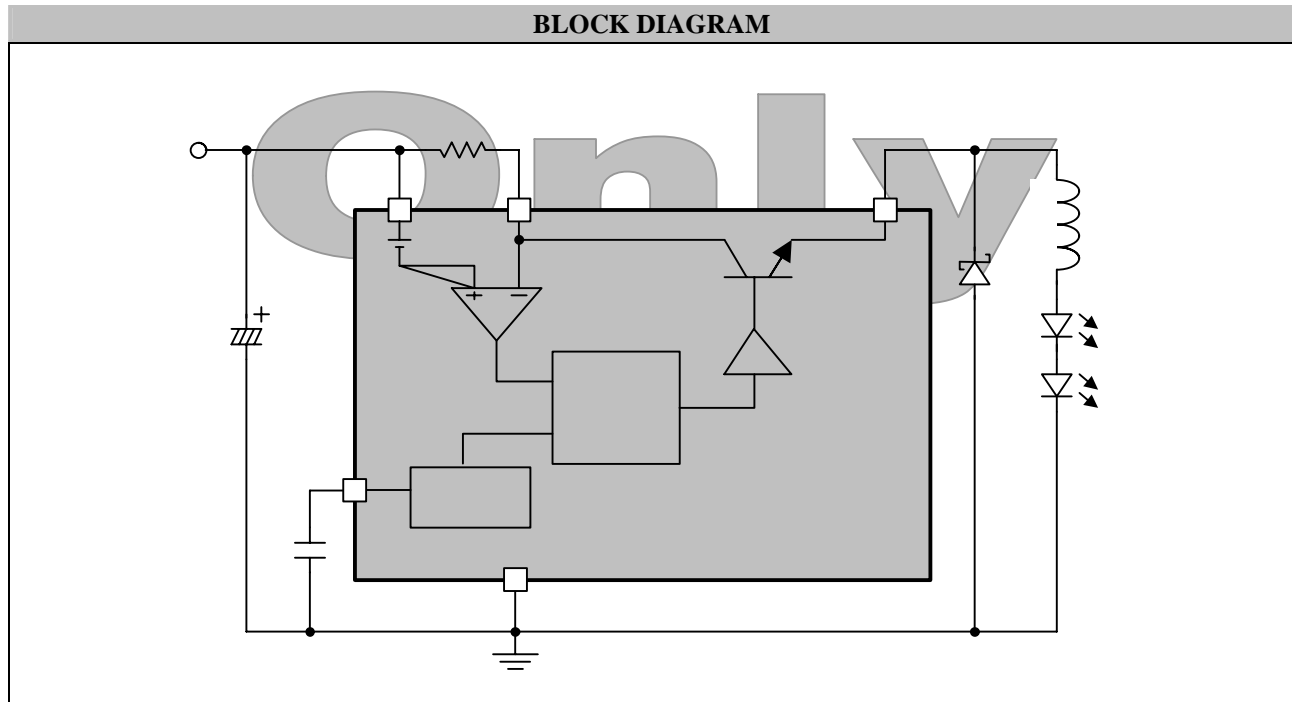 BLOCK DIAGRAM
Only
+
+ −